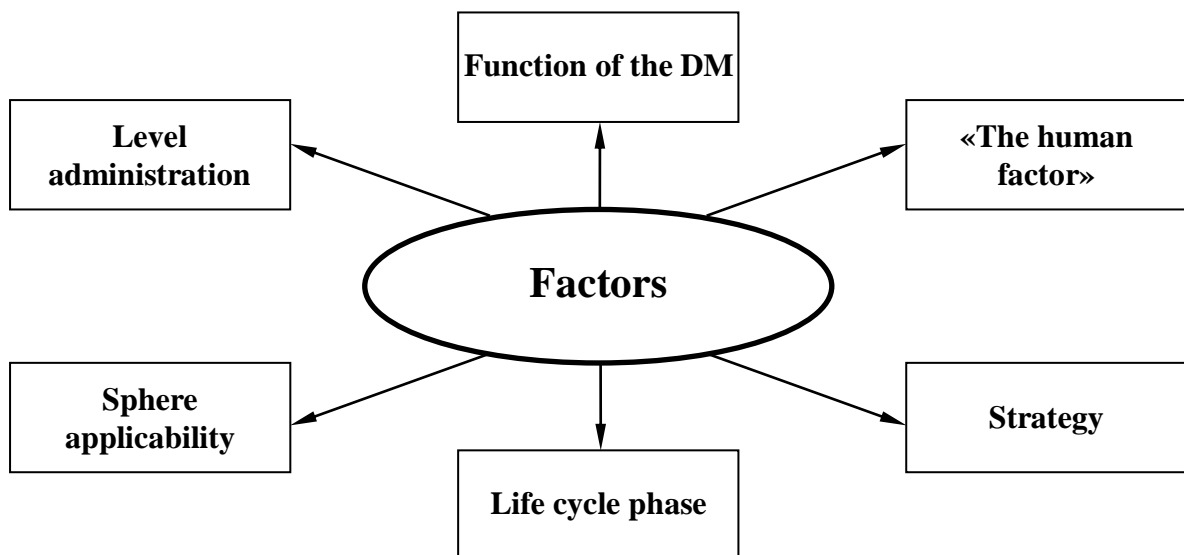 Function of the DM
Level
administration
«The human
factor»
Factors
Sphere
applicability
Strategy
Life cycle phase